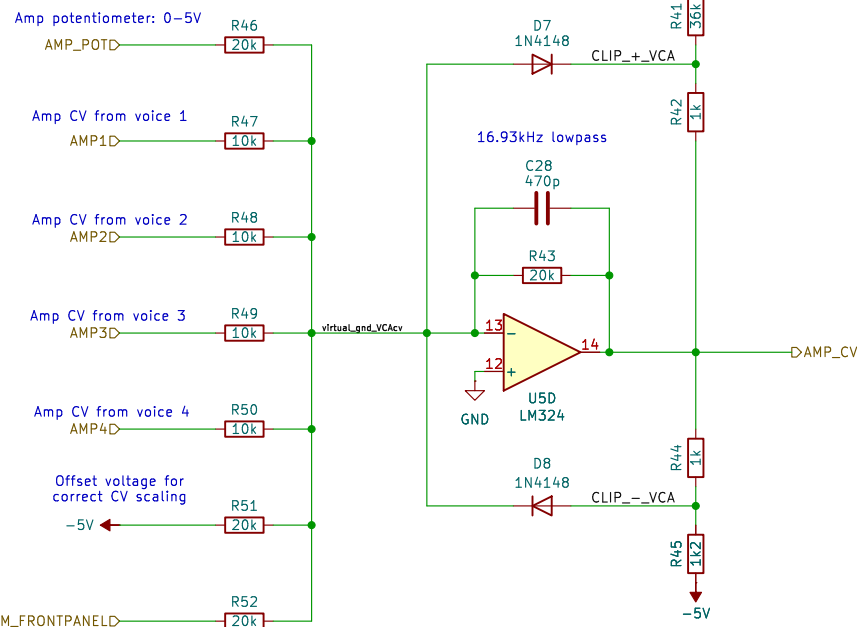 Amp potentiometer: 0-5V
AMP_POT
R46
20k
Amp CV from voice 1
AMP1
R47
10k
Amp CV from voice 2
AMP2
R48
10k
Amp CV from voice 3
AMP3
R49
10k
virtual_gnd_VCAcv
Amp CV from voice 4
AMP4
R50
10k
Offset voltage for
correct CV scaling
-5V
R51
20k
M_FRONTPANEL
R52
20k
D7
1N4148
CLIP_+_VCA
R41
36k
R42
1k
16.93kHz lowpass
C28
470p
R43
20k
13
12
14
-
+
GND
U5D
LM324
AMP_CV
D8
1N4148
CLIP_-_VCA
R44
1k
R45
1k2
-5V